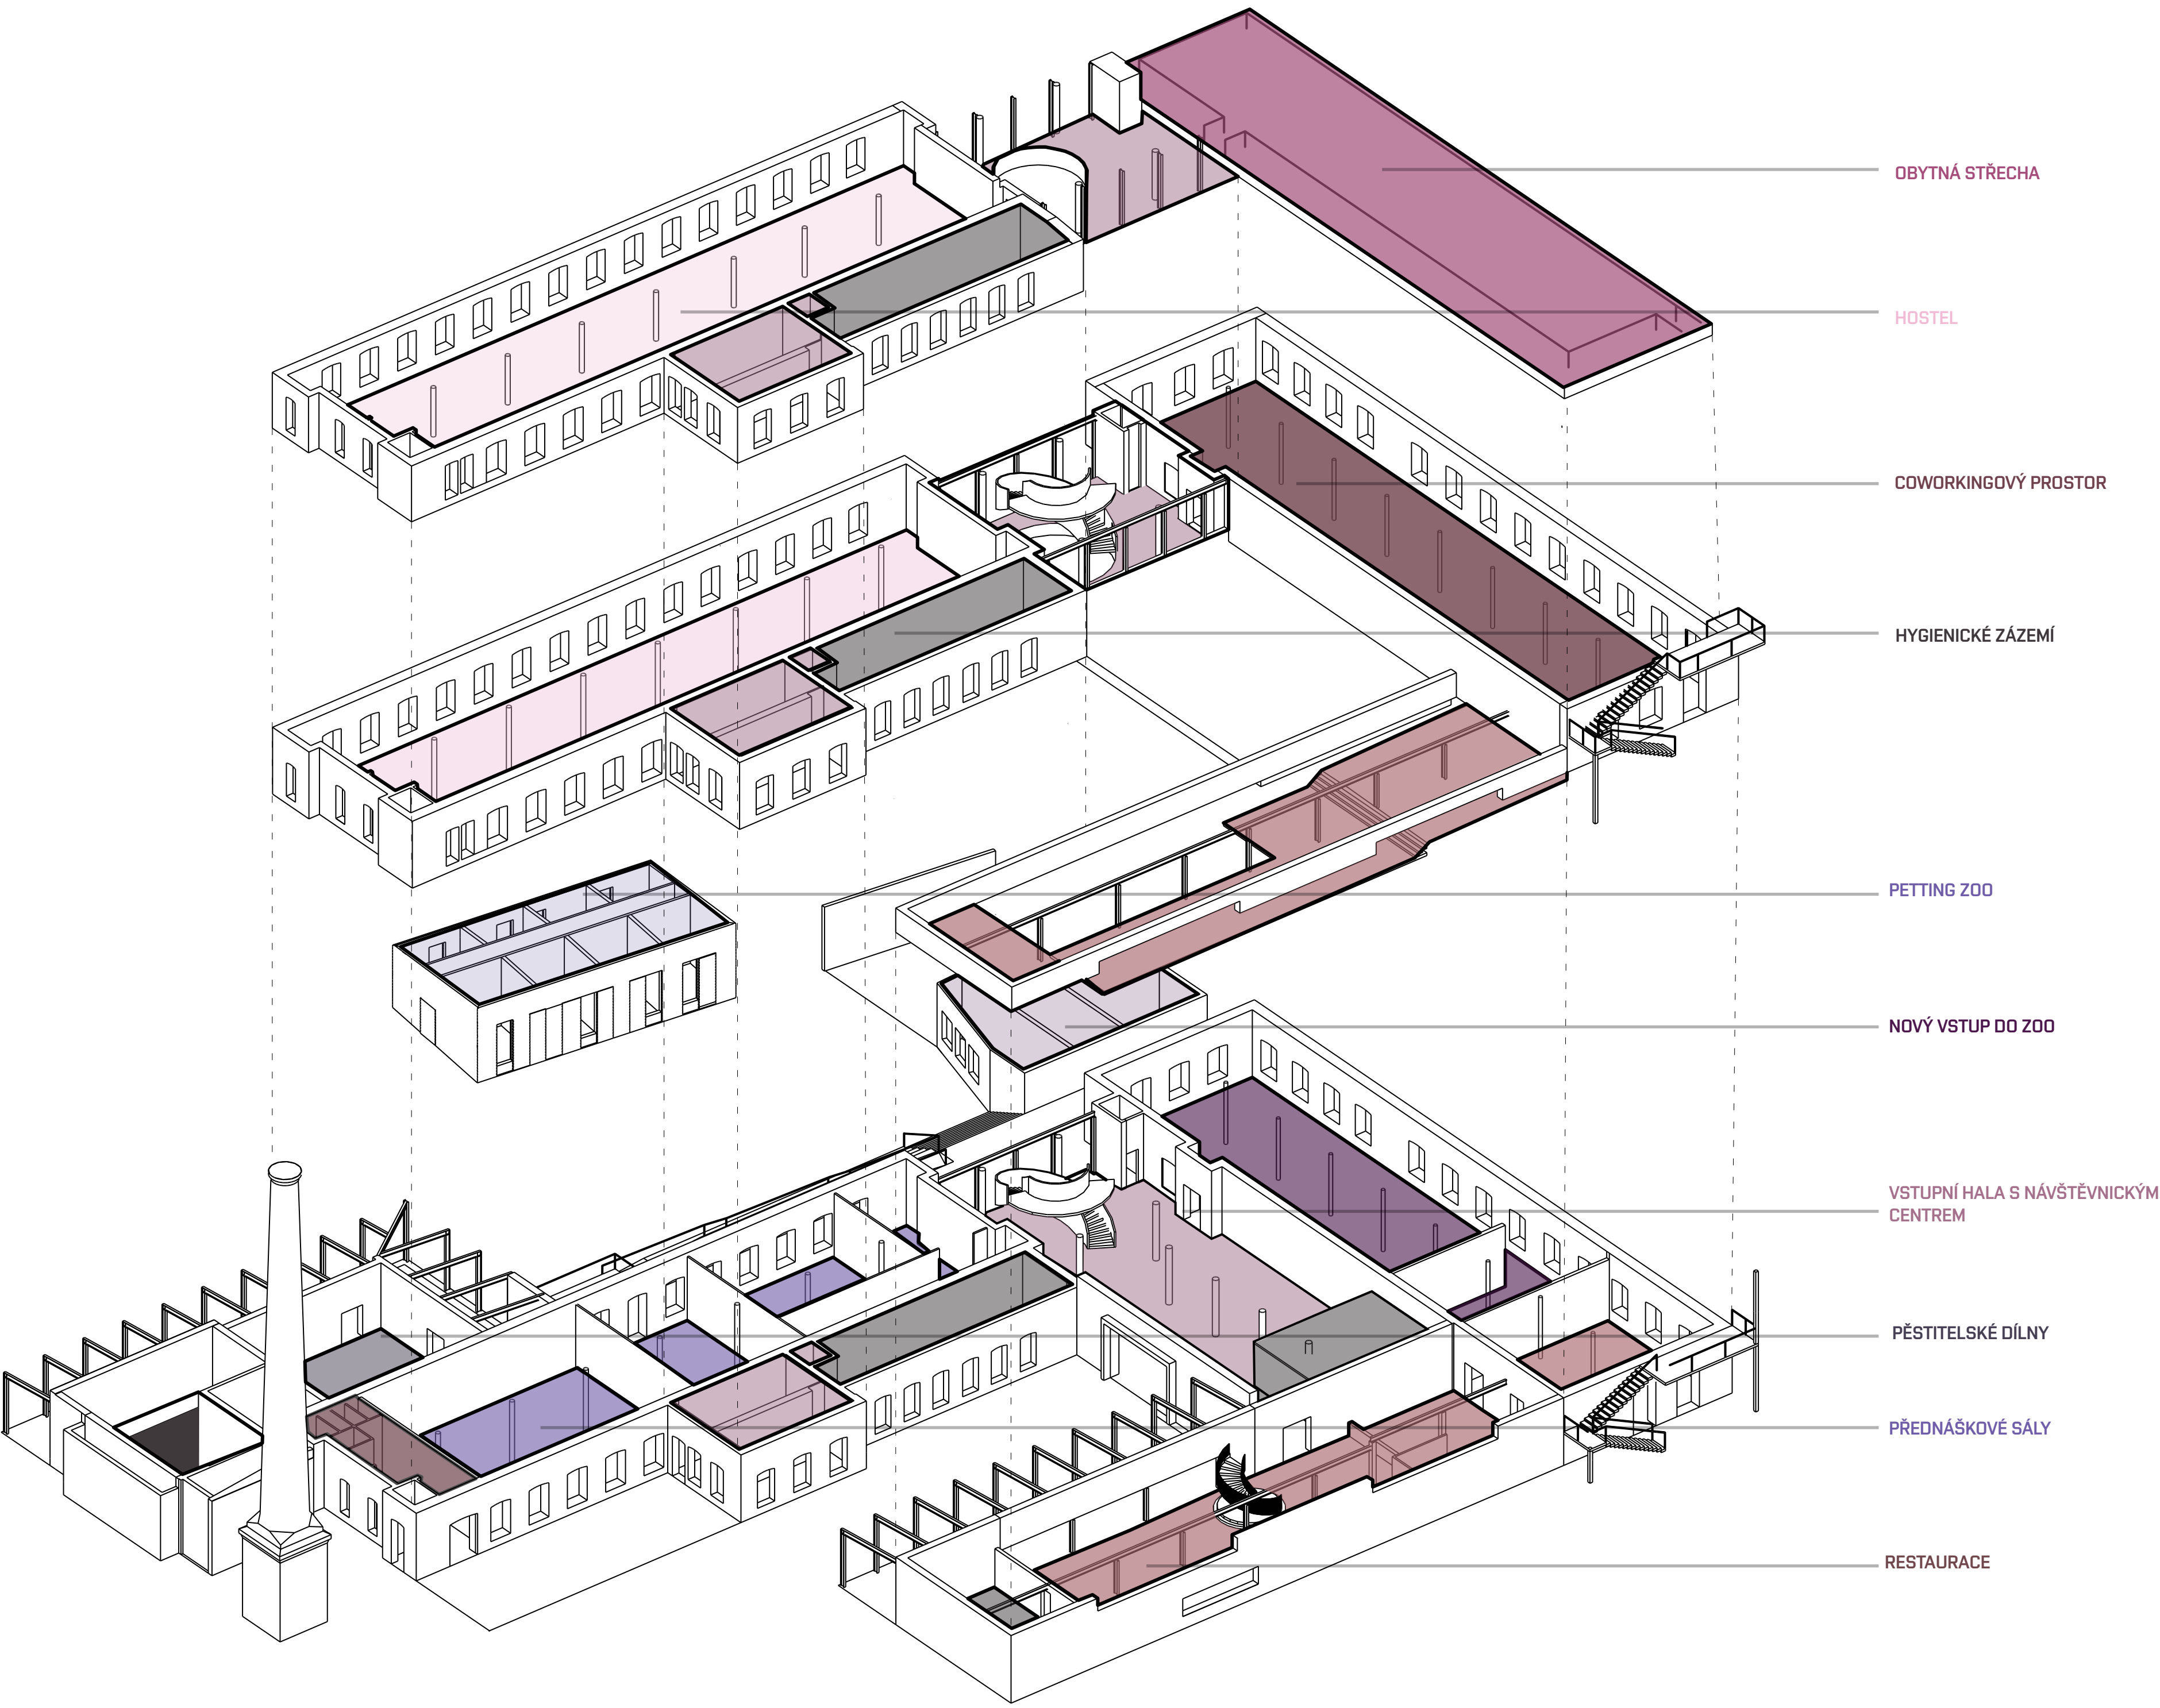 OBYTNÁ STŘECHA
HOSTEL
COWORKINGOVÝ PROSTOR
HYGIENICKÉ ZÁZEMÍ
PETTING ZOO
NOVÝ VSTUP DO ZOO
VSTUPNÍ HALA S NÁVŠTĚVNICKÝM
CENTREM
PĚSTITELSKÉ DÍLNY
PŘEDNÁŠKOVÉ SÁLY
RESTAURACE